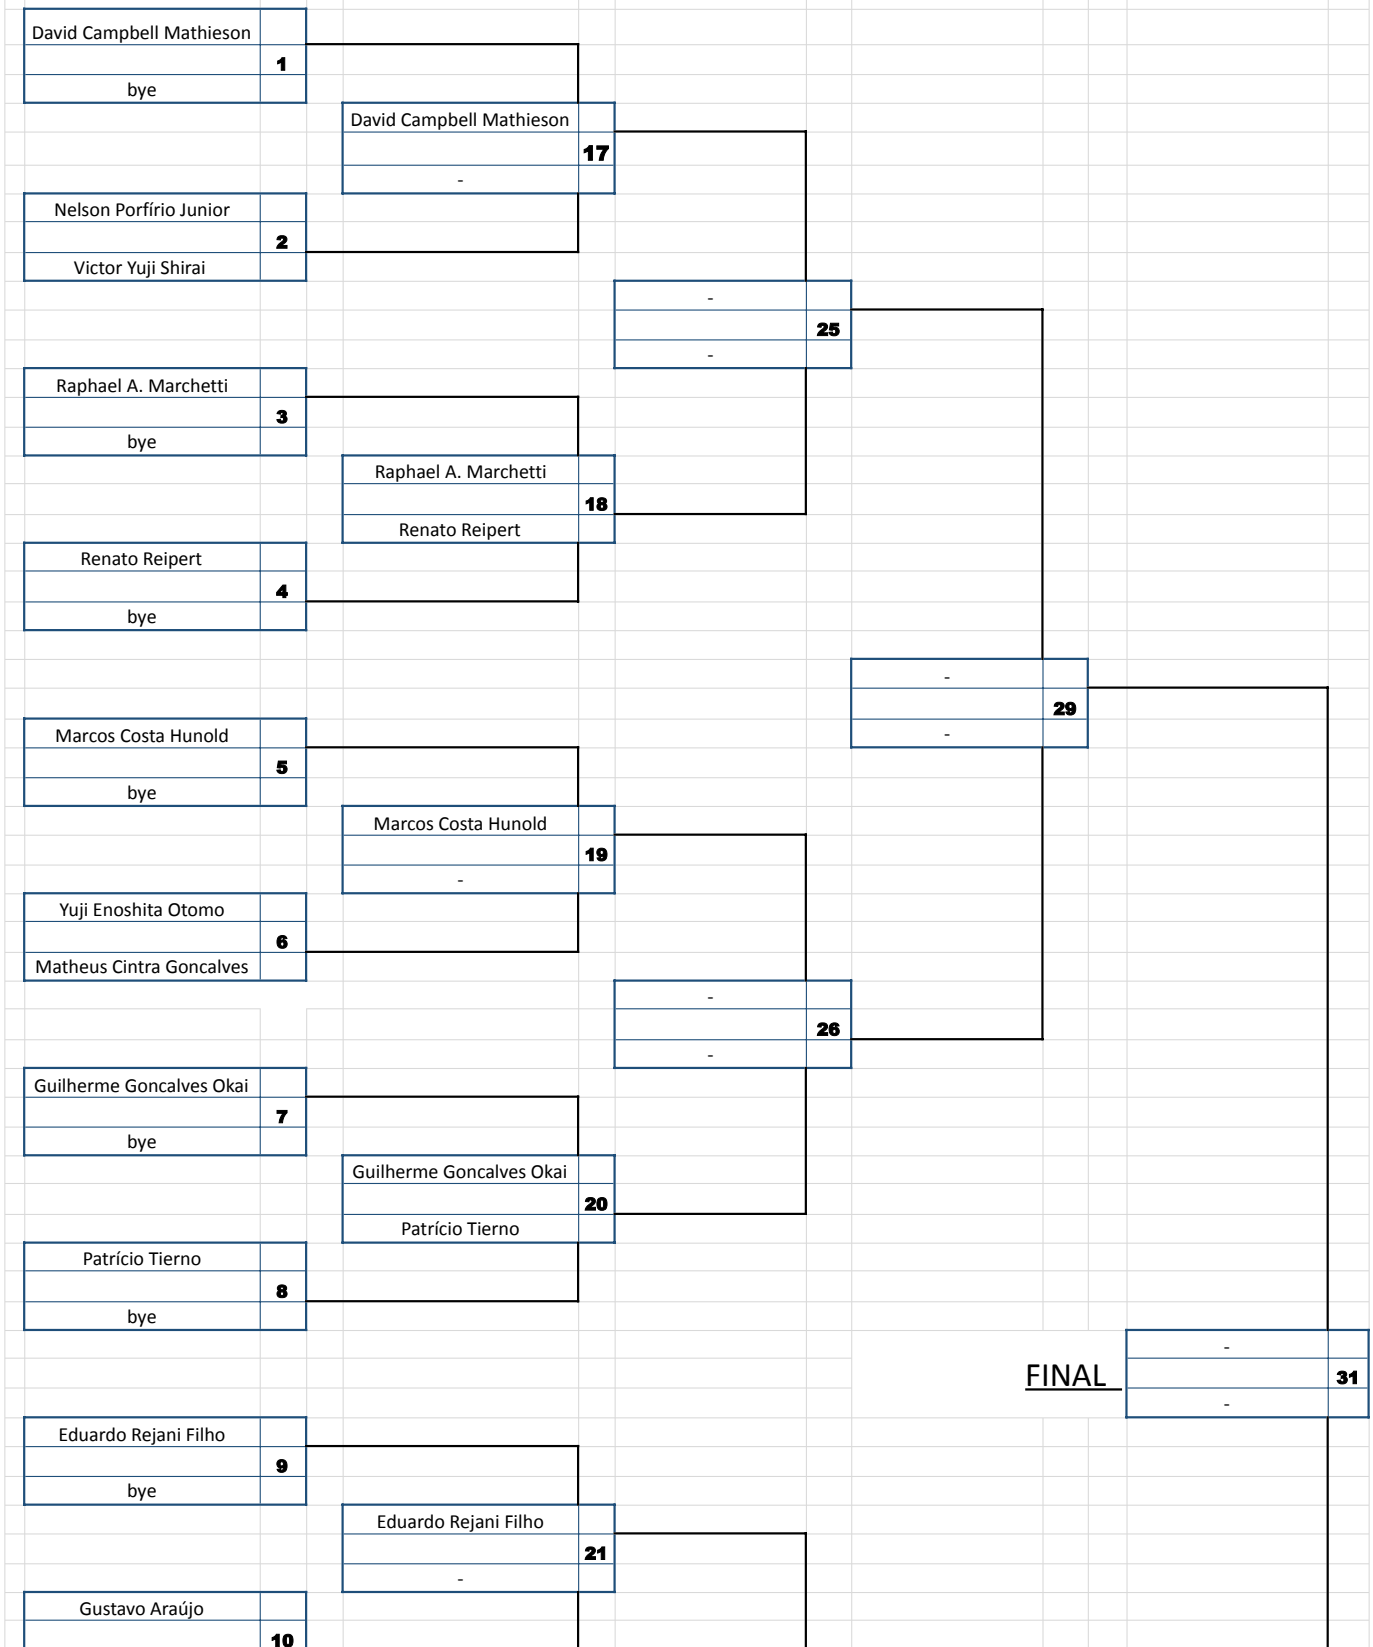 David Campbell Mathieson
1
bye
David Campbell Mathieson
17
-
Nelson Porfírio Junior
2
Victor Yuji Shirai
-
25
-
Raphael A. Marchetti
3
bye
Raphael A. Marchetti
18
Renato Reipert
Renato Reipert
4
bye
-
29
-
Marcos Costa Hunold
5
bye
Marcos Costa Hunold
19
-
Yuji Enoshita Otomo
6
Matheus Cintra Goncalves
-
26
-
Guilherme Goncalves Okai
7
bye
Guilherme Goncalves Okai
20
Patrício Tierno
Patrício Tierno
8
bye
FINAL
-
31
-
Eduardo Rejani Filho
9
bye
Eduardo Rejani Filho
21
-
Gustavo Araújo
10